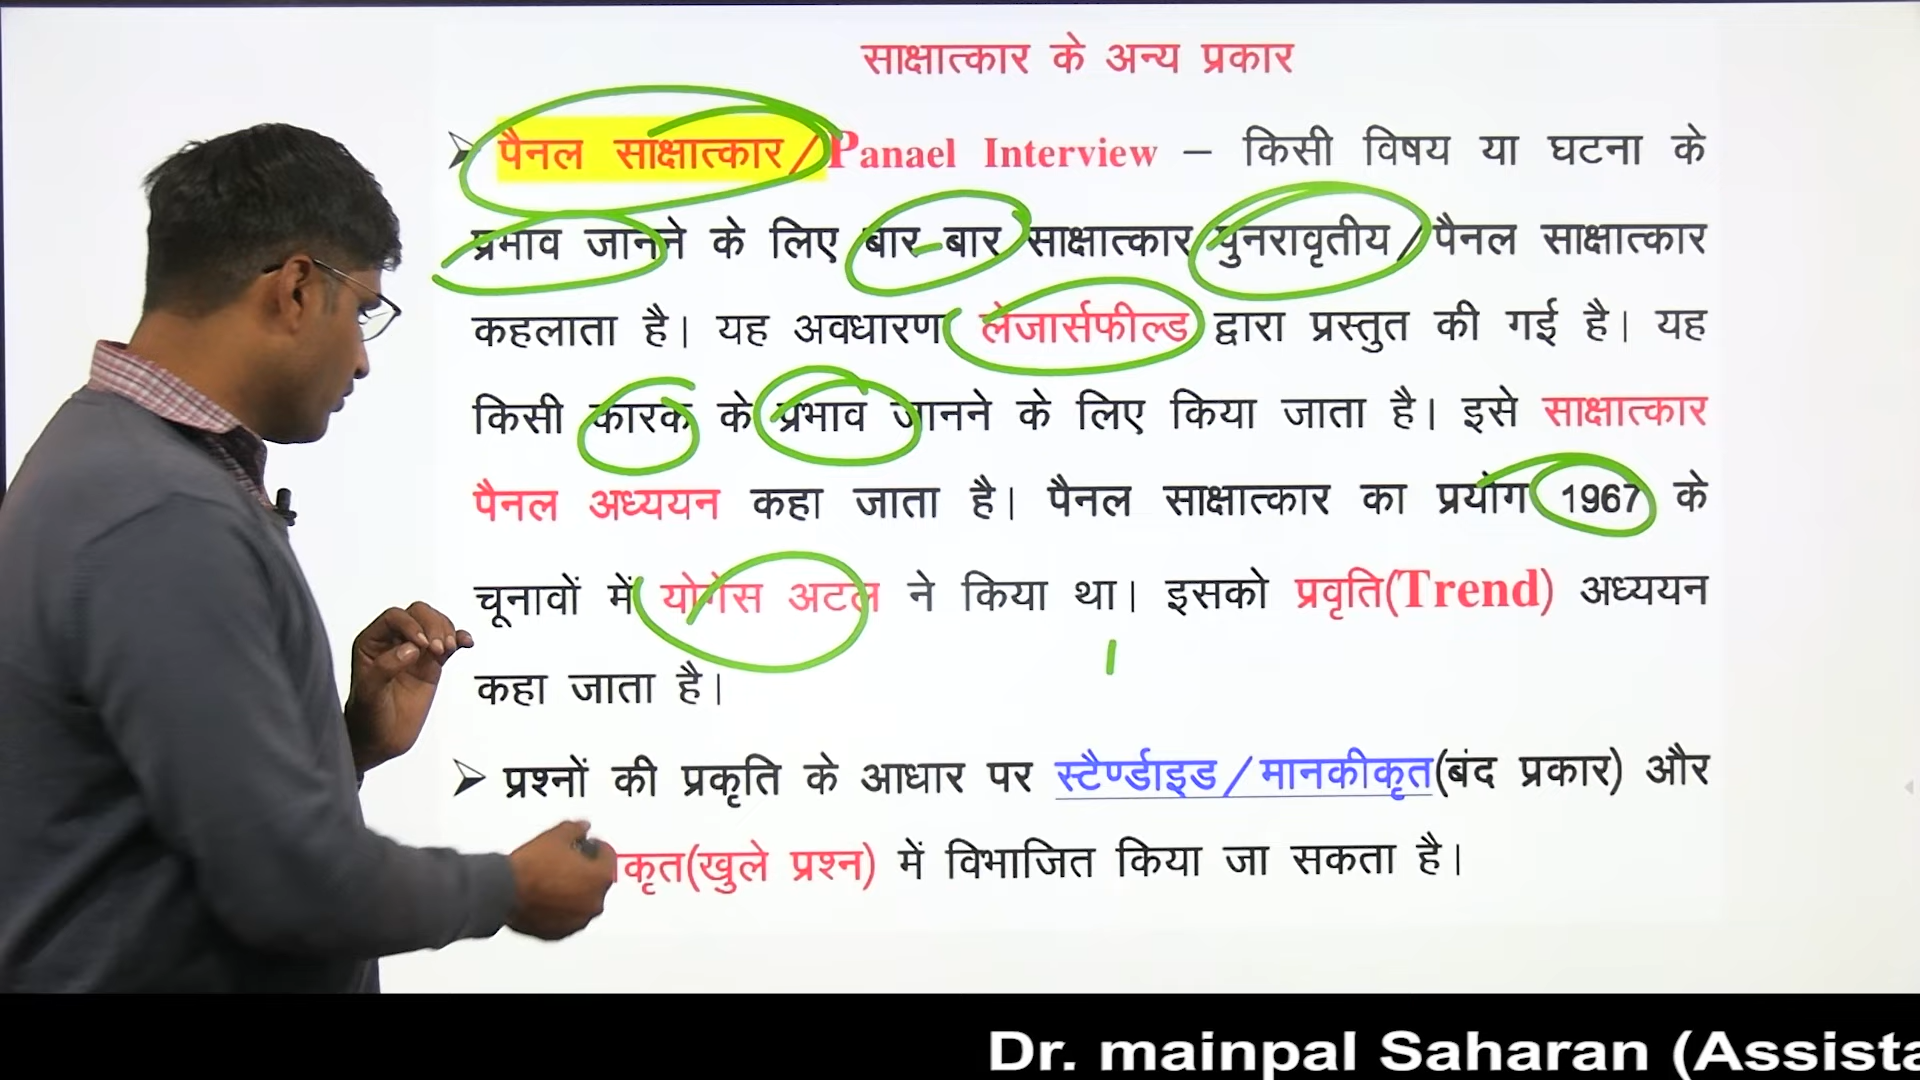 साक्षात्कार के अन्य प्रकार
पैनल साक्षात्कार/Panael Interview – किसी विषय या घटना के
प्रभाव जानने के लिए बार-बार साक्षात्कार पुनरावृतीय/पैनल साक्षात्कार
कहलाता है। यह अवधारण लेजार्सफील्ड द्वारा प्रस्तुत की गई है। यह
किसी कारक के प्रभाव जानने के लिए किया जाता है। इसे साक्षात्कार
पैनल अध्ययन कहा जाता है। पैनल साक्षात्कार का प्रयोग 1967 के
चूनावों में योगेस अटल ने किया था। इसको प्रवृति(Trend) अध्ययन
कहा जाता है।
प्रश्नों की प्रकृति के आधार पर स्टैण्डाइड/मानकीकृत(बंद प्रकार) और
(खुले प्रश्न) में विभाजित किया जा सकता है।
Dr. mainpal Saharan